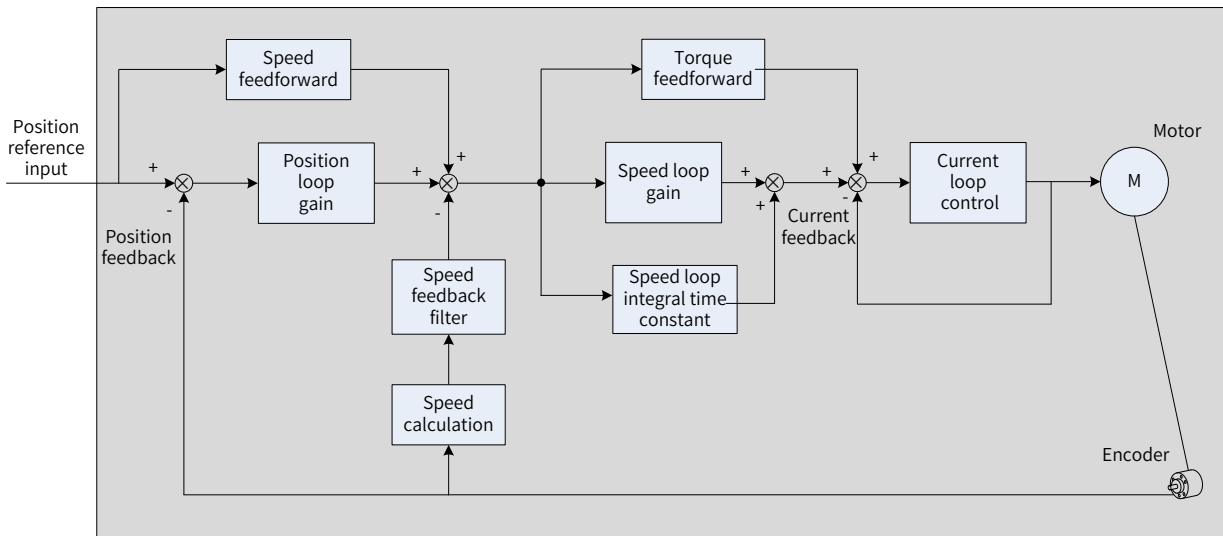 Speed
feedforward
Torque
feedforward
Position
reference
input
+
Position
loop
gain
+
+
Speed loop
gain
+
+
+
Current
loop
control
Motor
M
-
Position
feedback
-
+
Current
feedback
-
Speed
feedback
filter
Speed loop
integral time
constant
Speed
calculation
Encoder